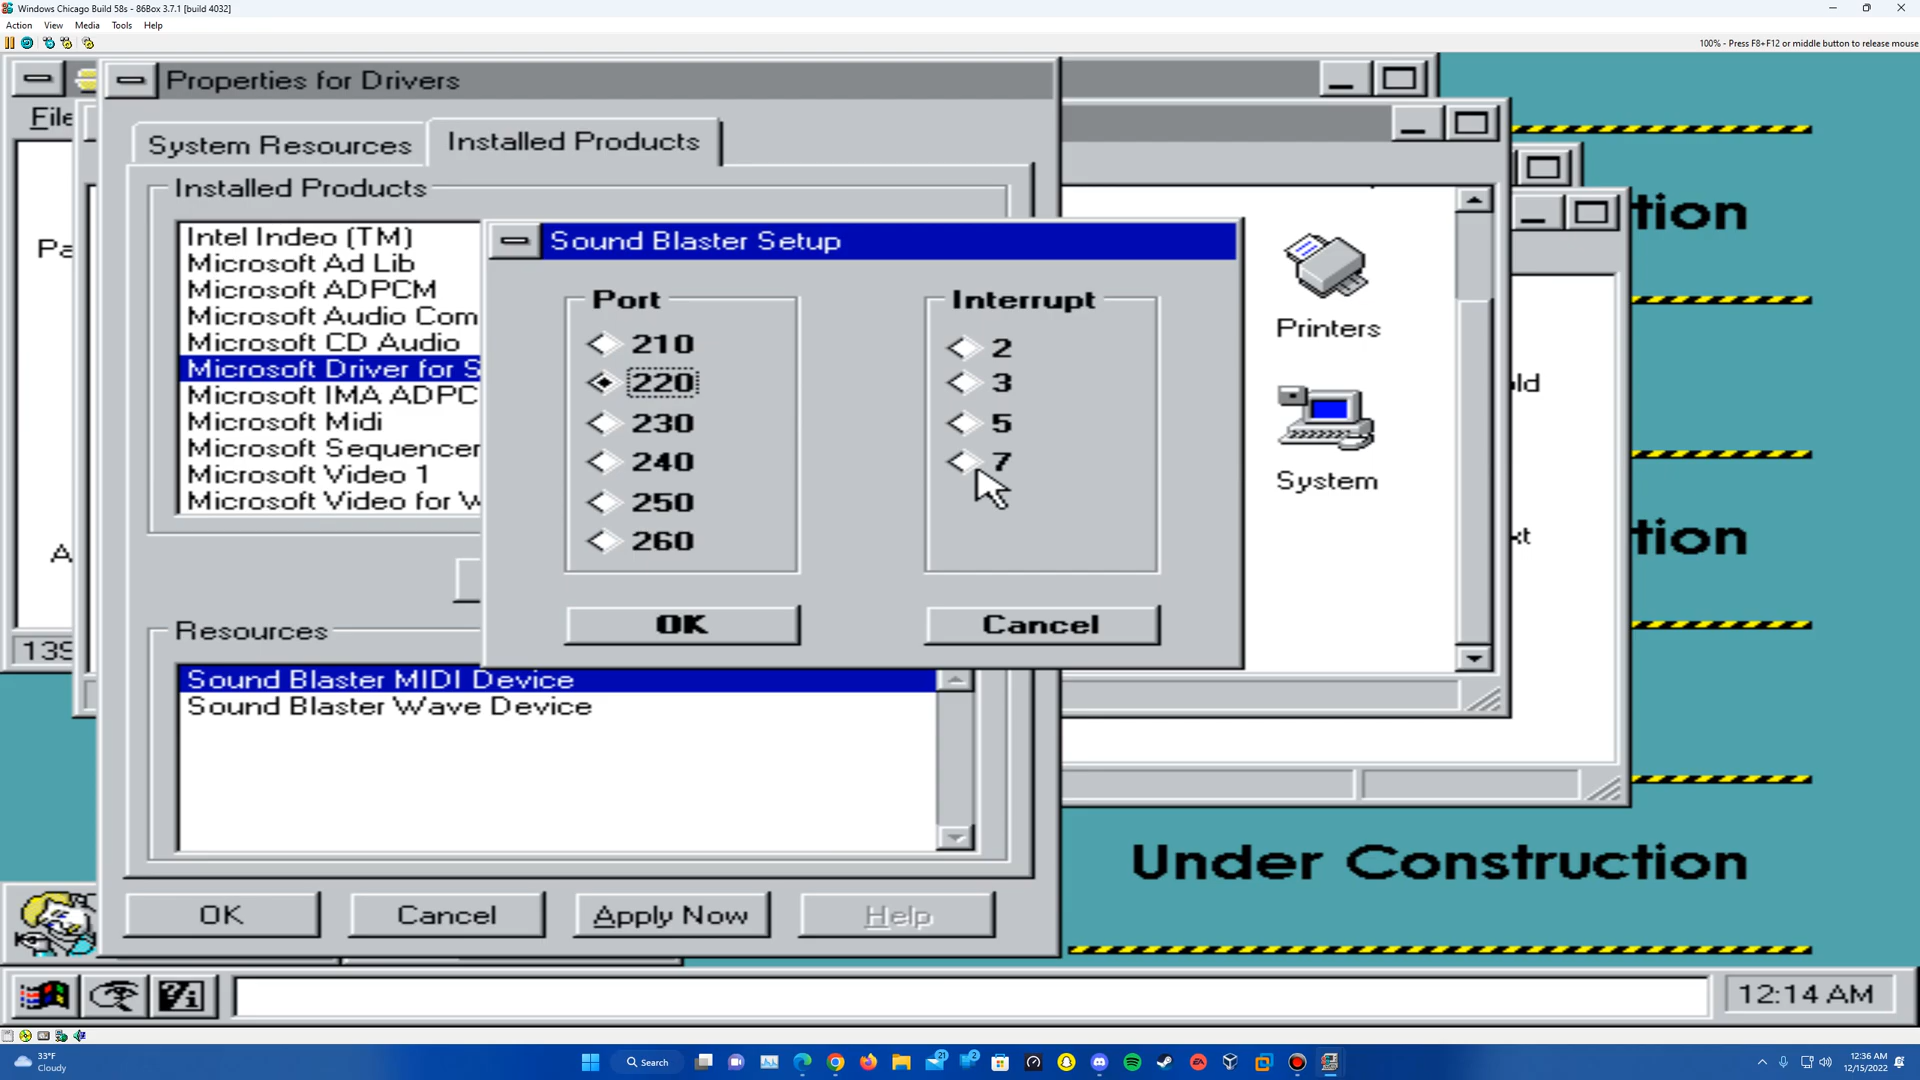 Windows Chicago Build 58s - 86Box 3.7.1 [build 4032]
Action View Media Tools Help
100% - Press F8+F12 or middle button to release mouse
Properties for Drivers
File
System Resources
Installed Products
Installed Products
Intel Indeo (TM)
Microsoft Ad Lib
Microsoft ADPCM
Microsoft Audio Com
Microsoft CD Audio
Microsoft Driver for S
Microsoft IMA ADPC
Microsoft Midi
Microsoft Sequencer
Microsoft Video 1
Microsoft Video for
Sound Blaster Setup
Port
210
220
230
240
250
260
Interrupt
2
3
5
7
OK
Cancel
Printers
System
Resources
Sound Blaster MIDI Device
Sound Blaster Wave Device
OK
Cancel
Apply Now
Help
Pa
A
139
tion
tion
Under Construction
12:14 AM
33°F
Cloudy
Search
21
2
12:36 AM
12/15/2022